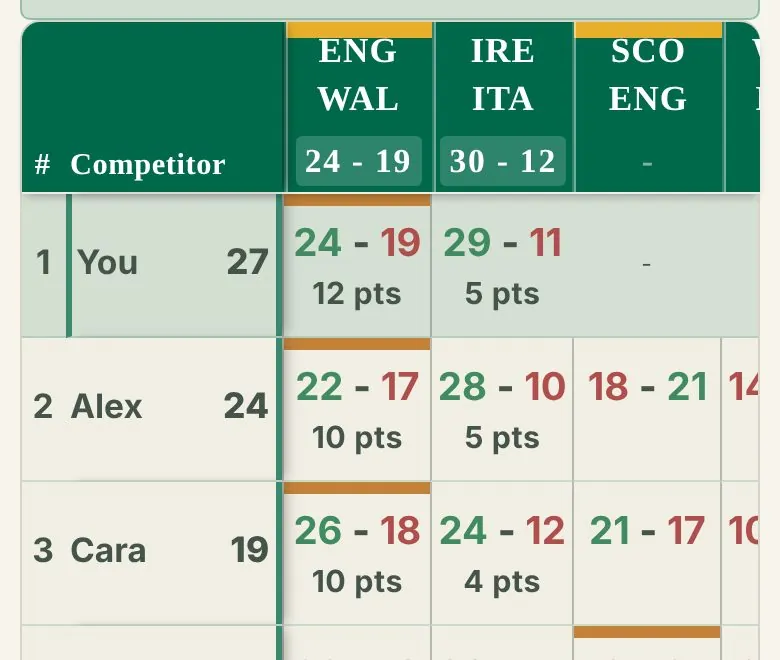 ENG IRE SCO
WAL ITA ENG
# Competitor 24 - 19 30 - 12 -
24 - 19 29 - 11
1 You 27 -
12 pts 5 pts
22 - 17 28 - 10 18 - 21 14
2 Alex 24
10 pts 5 pts
26 - 18 24 - 12 21 - 17 10
3 Cara 19
10 pts 4 pts